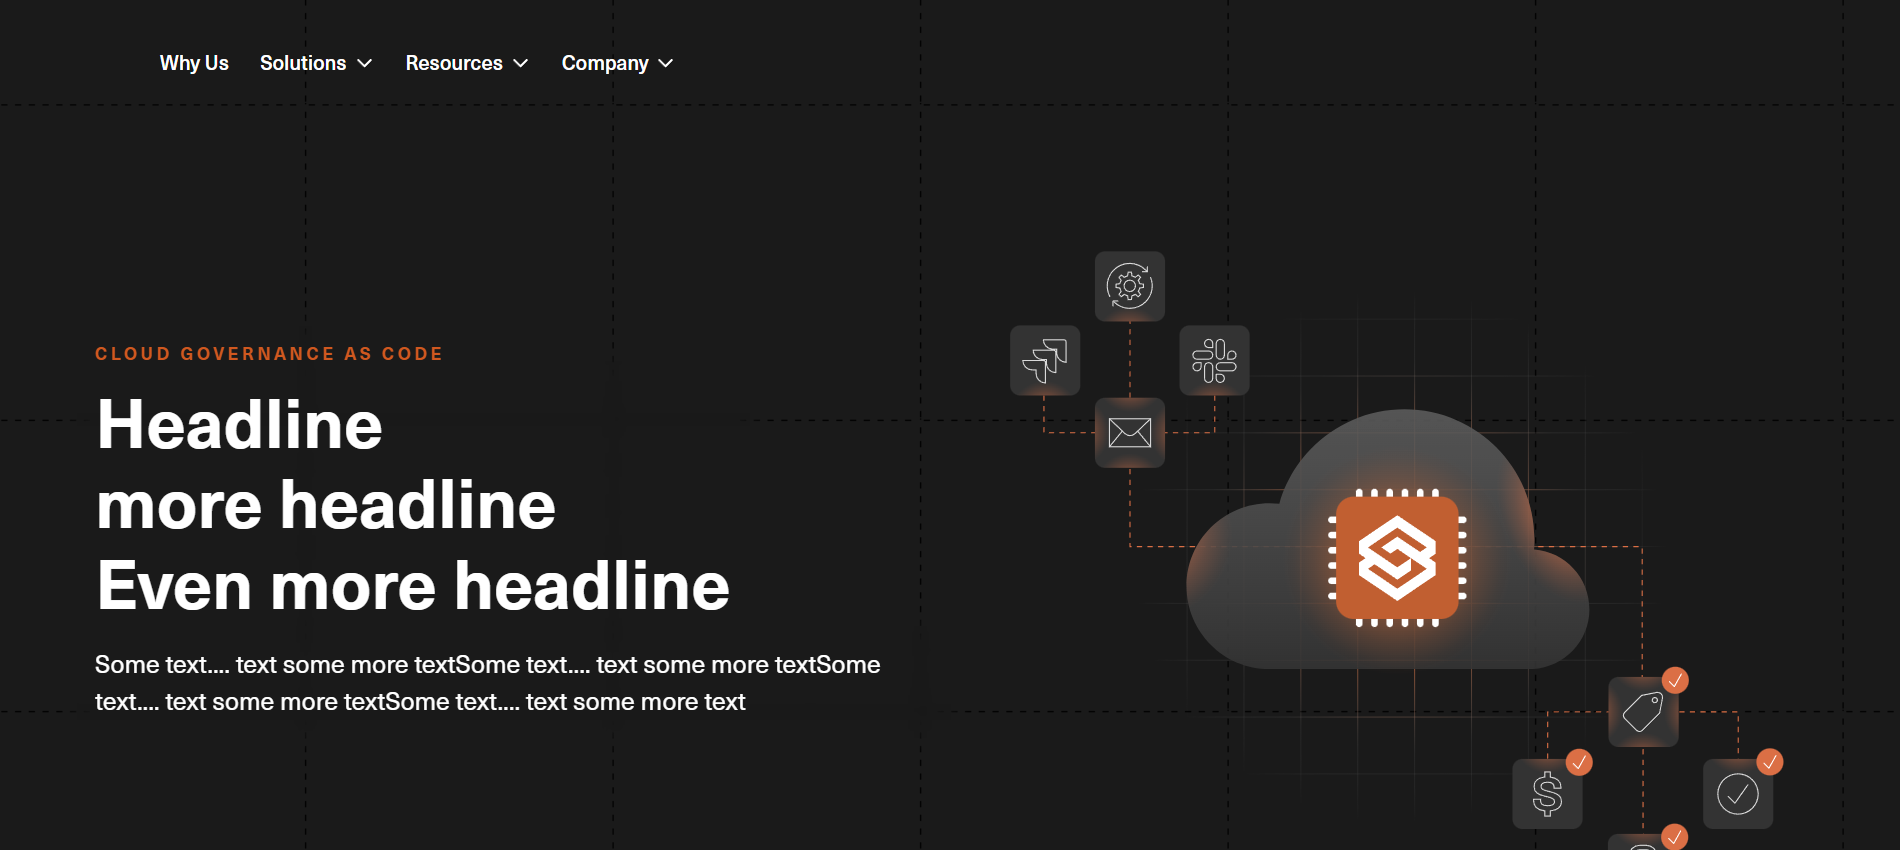 Why Us Solutions Resources Company
CLOUD GOVERNANCE AS CODE
Headline
more headline
Even more headline
Some text.... text some more textSome text.... text some more textSome
text.... text some more textSome text.... text some more text
$